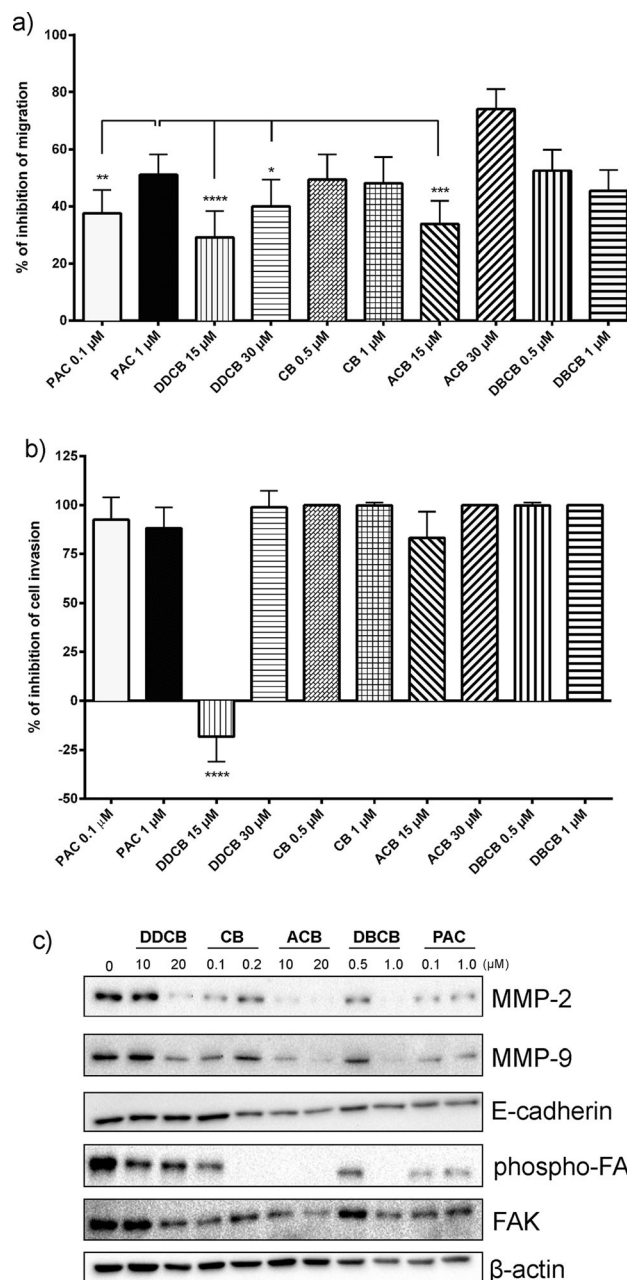 a)
% of inhibition of migration
100
80
60
40
20
0
**
****
*
***
PAC 0.1 µM
PAC 1 µM
DDCB 15 µM
DDCB 30 µM
CB 0.5 µM
CB 1 µM
ACB 15 µM
ACB 30 µM
DBCB 0.5 µM
DBCB 1 µM
b)
% of inhibition of cell invasion
125
100
75
50
25
0
-25
-50
****
PAC 0.1 µM
PAC 1 µM
DDCB 15 µM
DDCB 30 µM
CB 0.5 µM
CB 1 µM
ACB 15 µM
ACB 30 µM
DBCB 0.5 µM
DBCB 1 µM
c)
DDCB CB ACB DBCB PAC
0 10 20 0.1 0.2 10 20 0.5 1.0 0.1 1.0 (µM)
MMP-2
MMP-9
E-cadherin
phospho-FA
FAK
β-actin